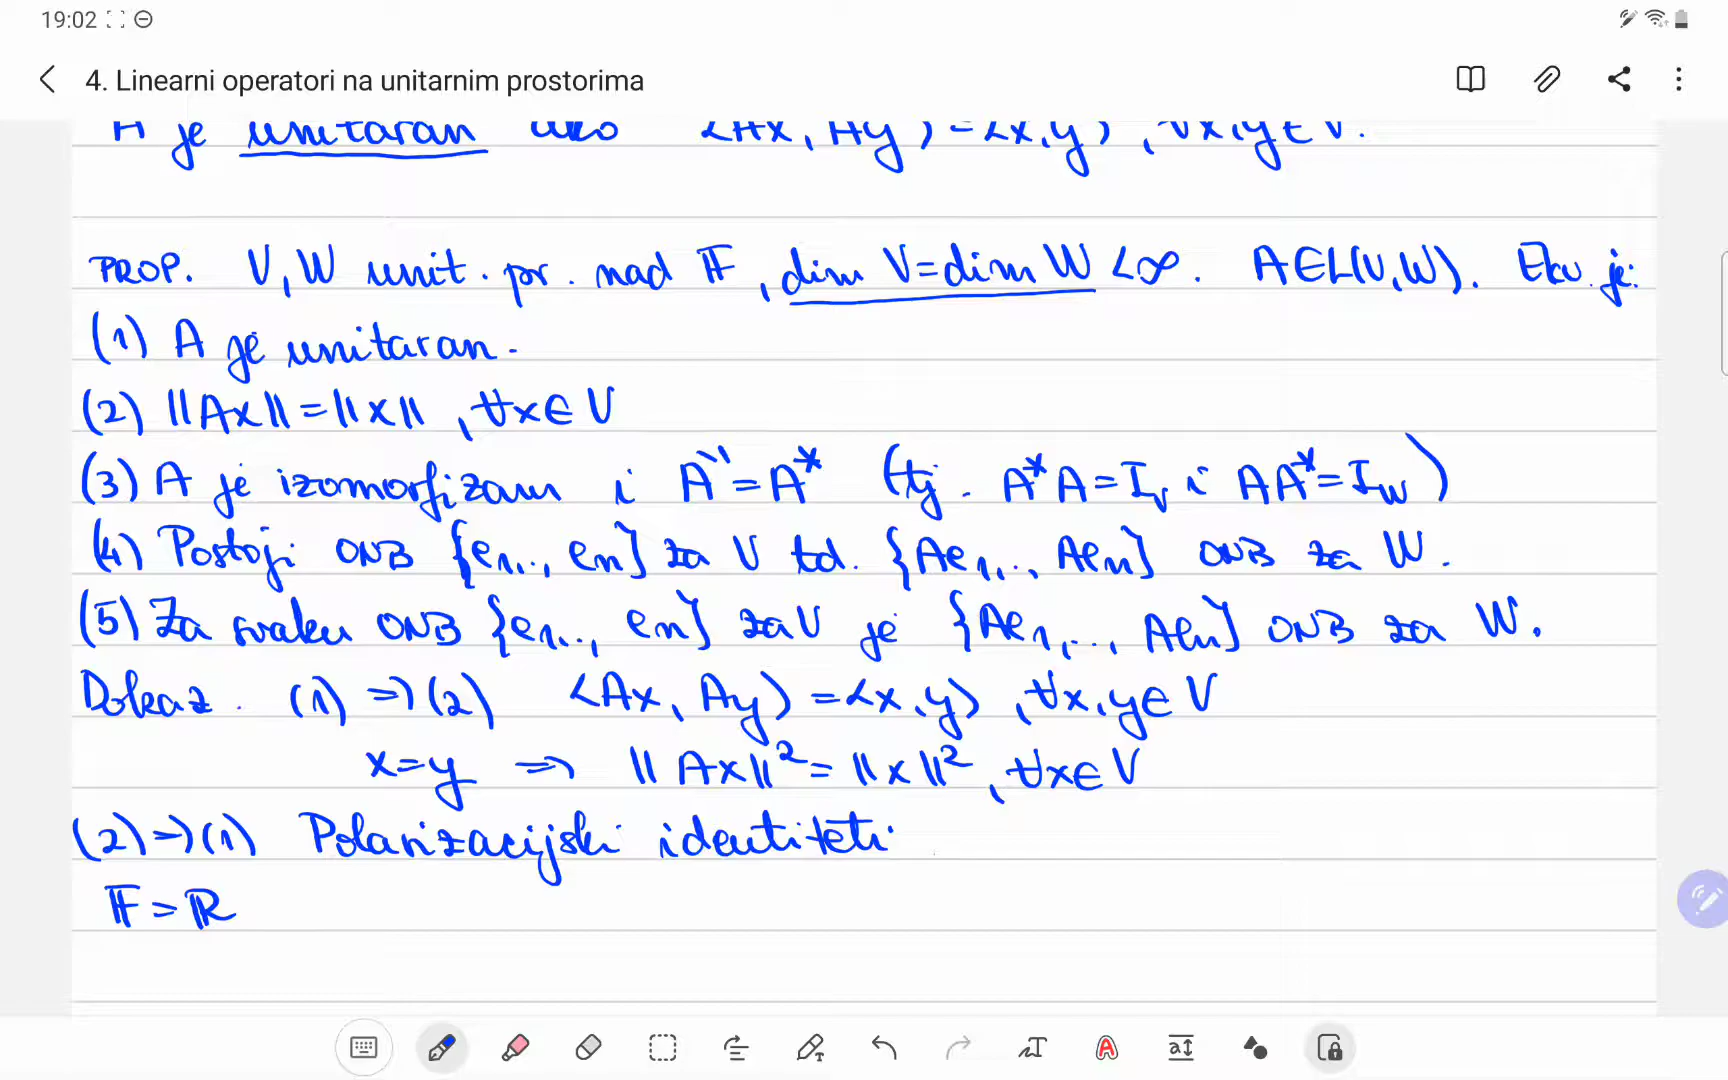 19:02
4. Linearni operatori na unitarnim prostorima
A je unitaran ako <Ax, Ay> = <x, y>, ∀x, y ∈ V.
PROP. V, W unit. pr. nad 𝔽, dim V = dim W < ∞. A ∈ L(V, W). Ekv. je:
(1) A je unitaran.
(2) ||Ax|| = ||x||, ∀x ∈ V
(3) A je izomorfizam i A⁻¹ = A* (tj. A*A = I_V i AA* = I_W)
(4) Postoji ONB {e₁, .., eₙ} za V td. {Ae₁, .., Aeₙ} ONB za W.
(5) Za svaku ONB {e₁, .., eₙ} za V je {Ae₁, .., Aeₙ} ONB za W.
Dokaz. (1) ⇒ (2) <Ax, Ay> = <x, y>, ∀x, y ∈ V
x = y ⇒ ||Ax||² = ||x||², ∀x ∈ V
(2) ⇒ (1) Polarizacijski identiteti
𝔽 = ℝ